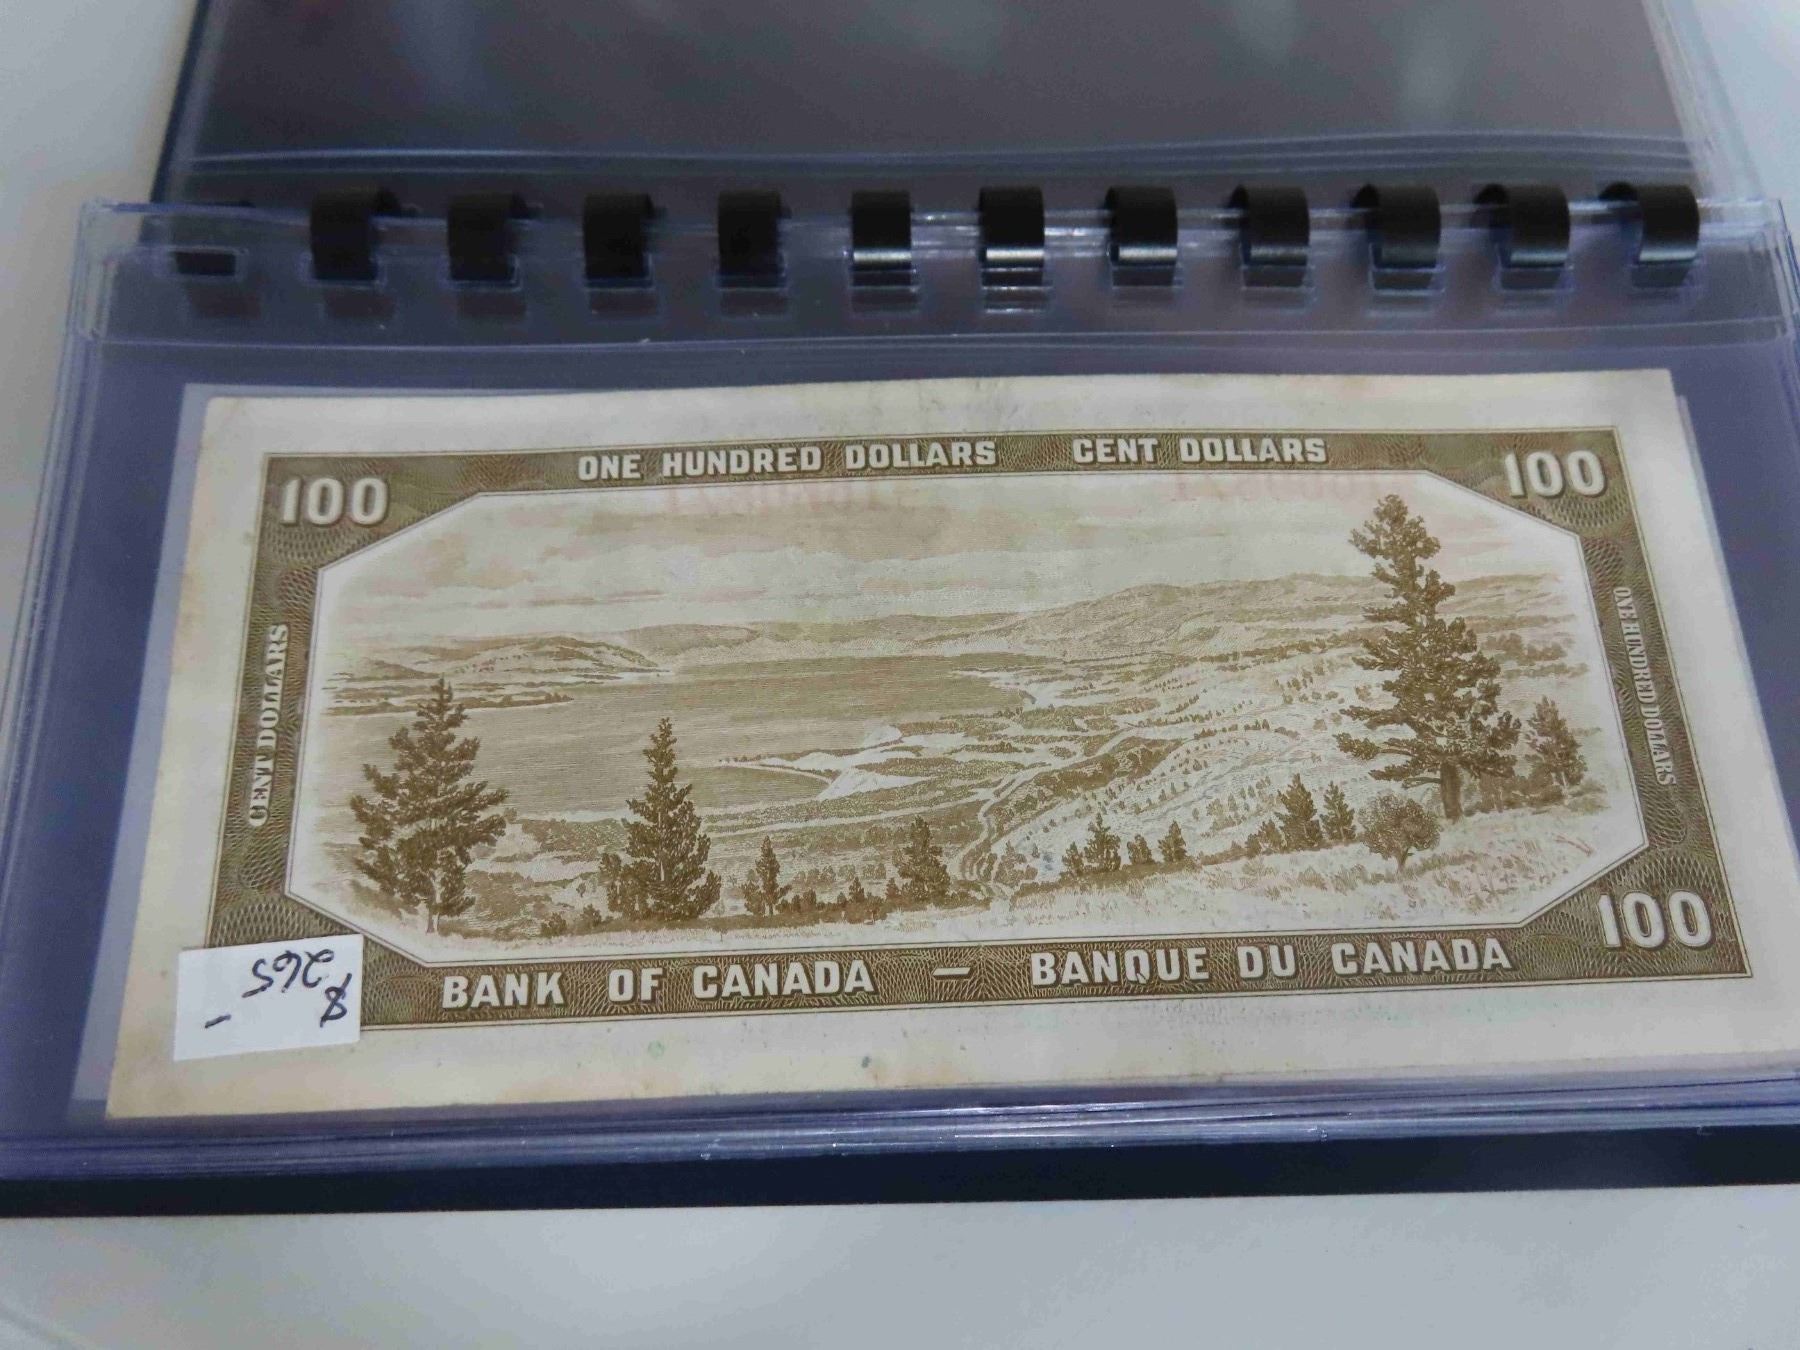 ONE HUNDRED DOLLARS CENT DOLLARS
100
100
CENT DOLLARS
ONE HUNDRED DOLLARS
100
BANK OF CANADA — BANQUE DU CANADA
$265 -